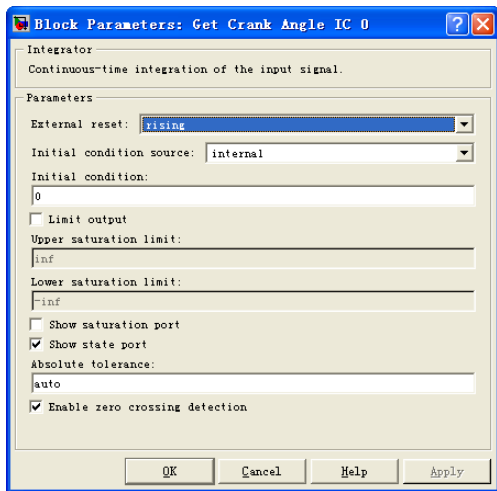 Block Parameters: Get Crank Angle IC 0
Integrator
Continuous-time integration of the input signal.
Parameters
External reset: rising
Initial condition source: internal
Initial condition:
0
Limit output
Upper saturation limit:
inf
Lower saturation limit:
-inf
Show saturation port
Show state port
Absolute tolerance:
auto
Enable zero crossing detection
OK Cancel Help Apply